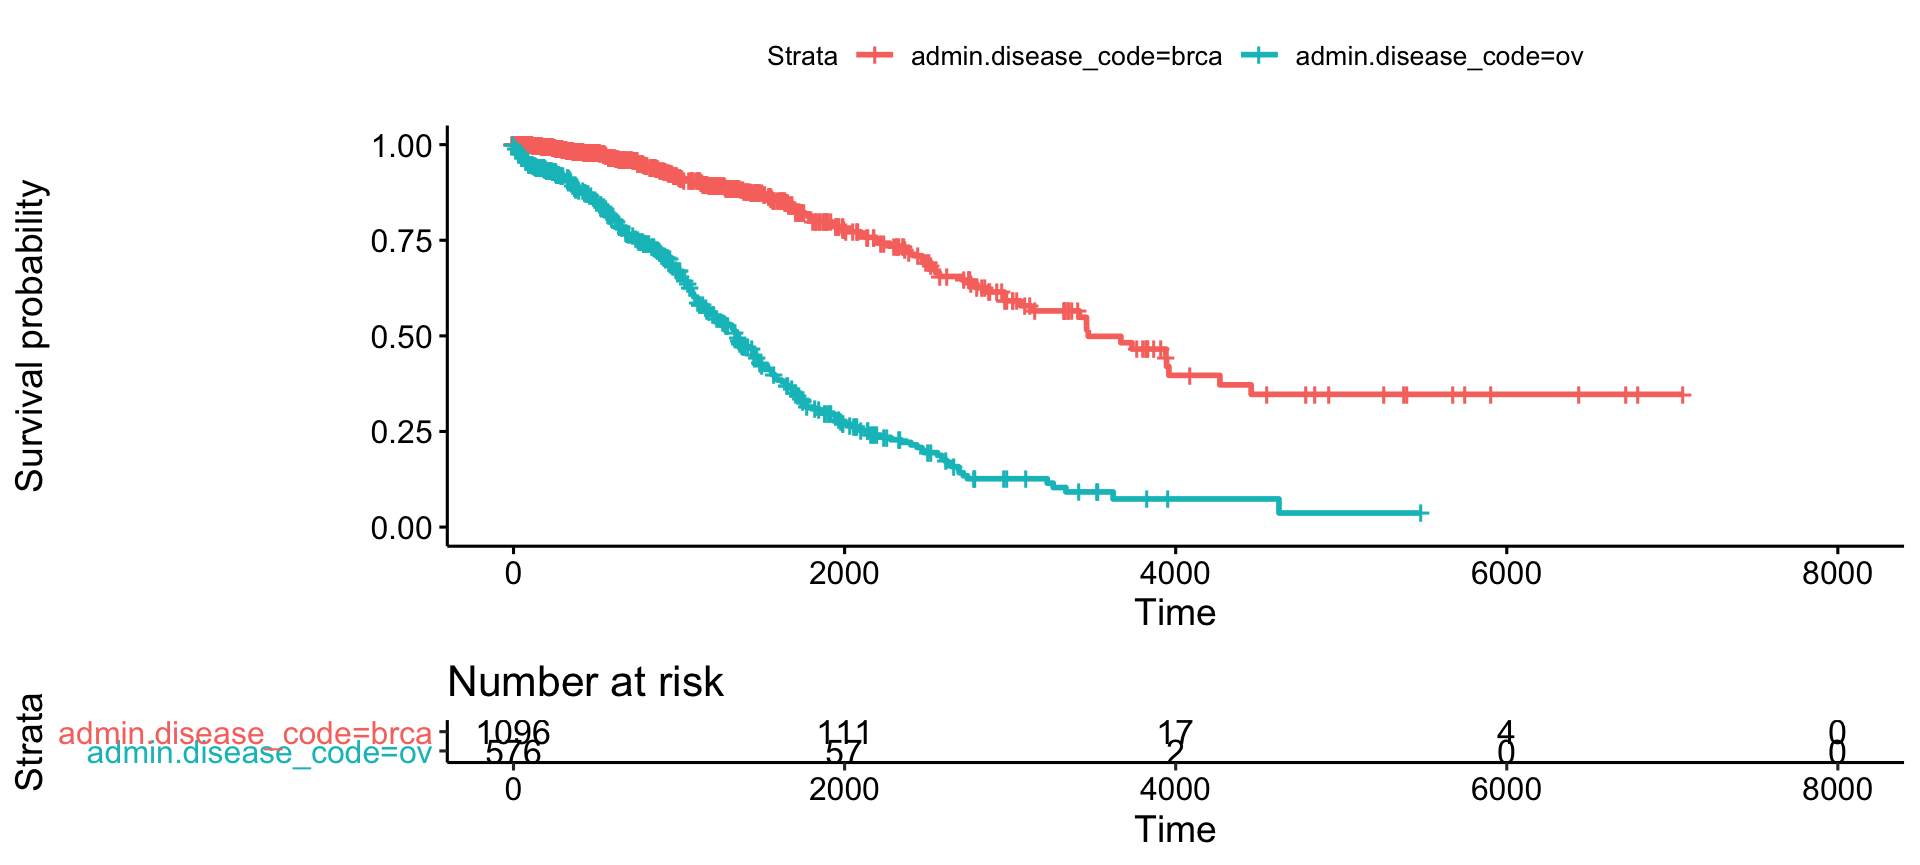 Strata admin.disease_code=brca admin.disease_code=ov
Survival probability
1.00
0.75
0.50
0.25
0.00
0 2000 4000 6000 8000
Time
Number at risk
Strata
admin.disease_code=brca 1096 111 17 4 0
admin.disease_code=ov 576 57 2 0 0
0 2000 4000 6000 8000
Time